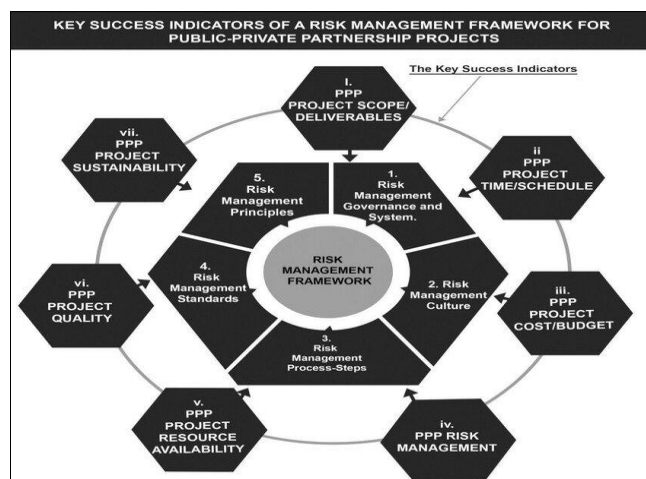 KEY SUCCESS INDICATORS OF A RISK MANAGEMENT FRAMEWORK FOR
PUBLIC-PRIVATE PARTNERSHIP PROJECTS
The Key Success Indicators
I.
PPP
PROJECT SCOPE/
DELIVERABLES
ii
PPP
PROJECT
TIME/SCHEDULE
iii.
PPP
PROJECT
COST/BUDGET
iv.
PPP RISK
MANAGEMENT
v.
PPP
PROJECT
RESOURCE
AVAILABILITY
vi.
PPP
PROJECT
QUALITY
vii.
PPP
PROJECT
SUSTAINABILITY
1.
Risk
Management
Governance and
System.
2. Risk
Management
Culture
3.
Risk
Management
Process-Steps
4.
Risk
Management
Standards
5.
Risk
Management
Principles
RISK
MANAGEMENT
FRAMEWORK